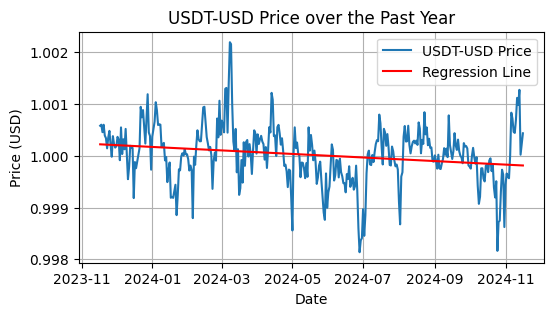 USDT-USD Price over the Past Year
Price (USD)
1.002
1.001
1.000
0.999
0.998
USDT-USD Price
Regression Line
2023-11
2024-01
2024-03
2024-05
2024-07
2024-09
2024-11
Date